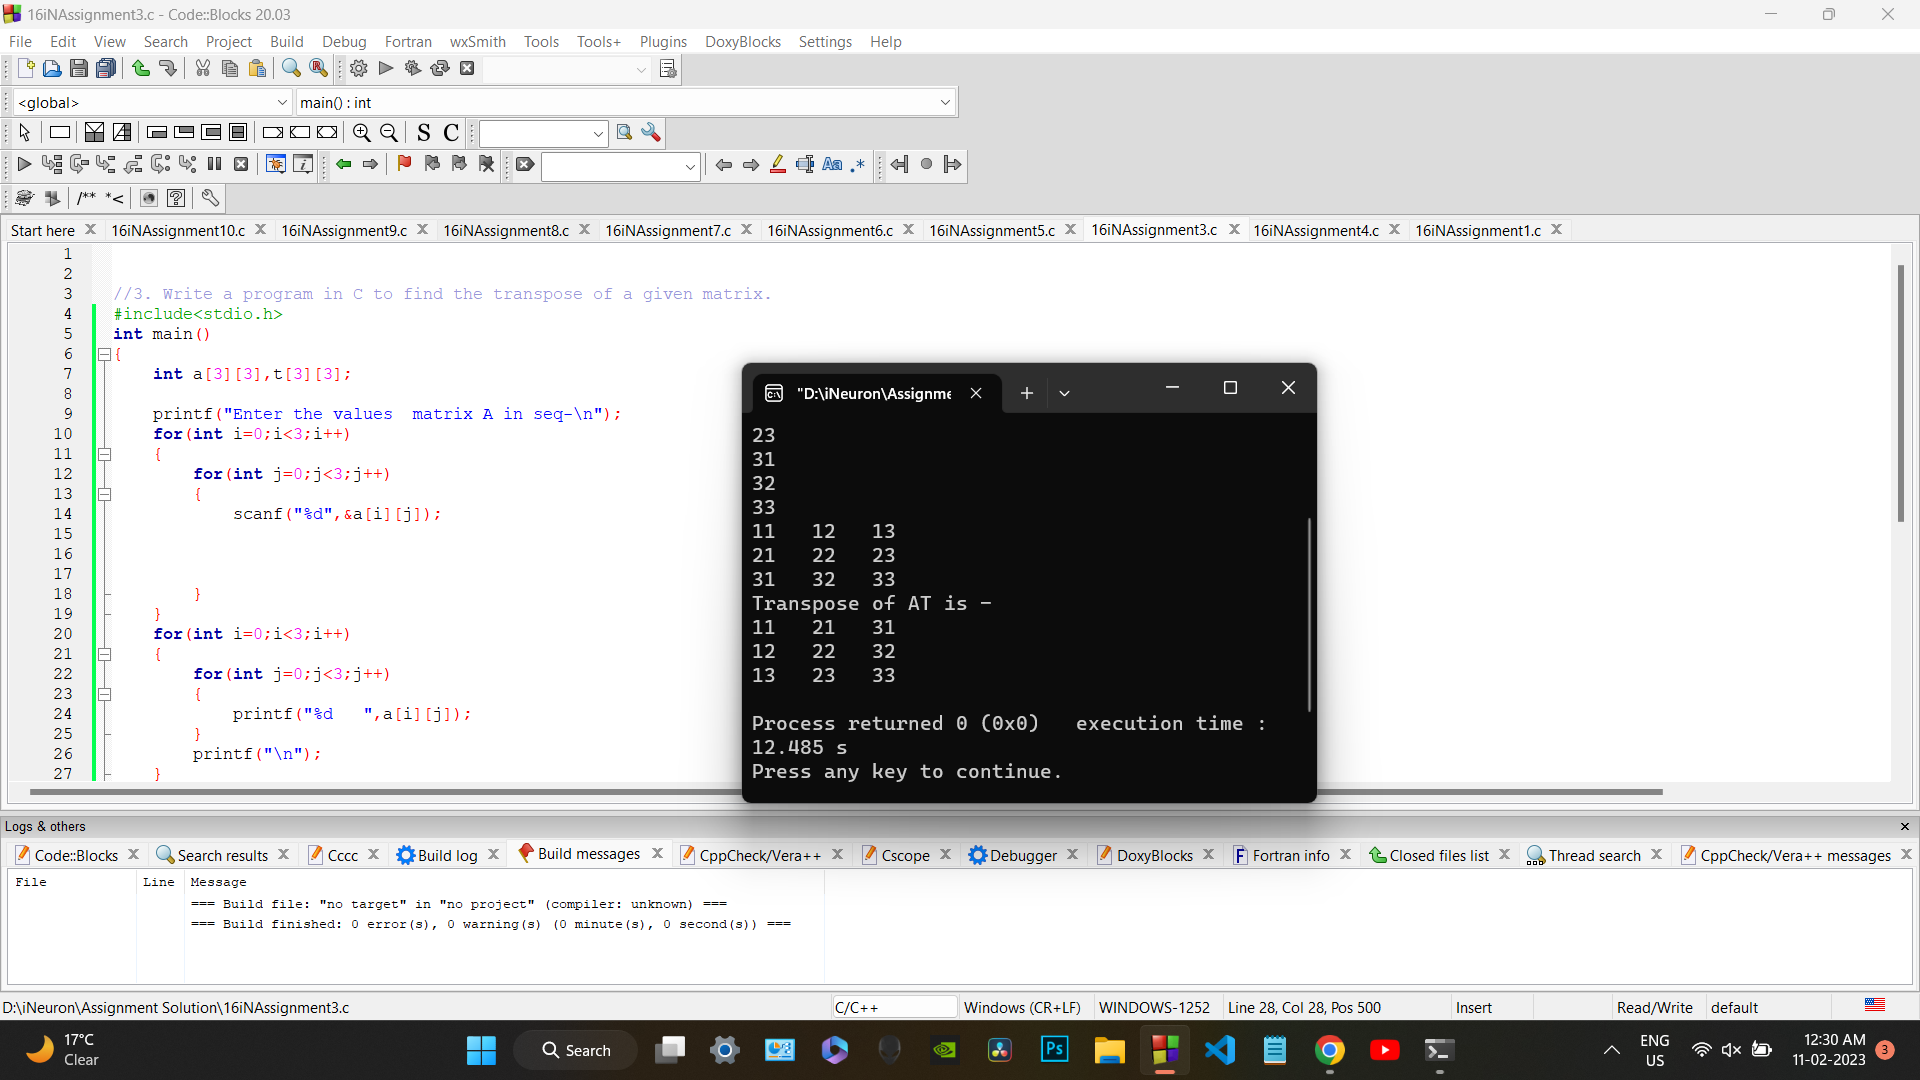 16iNAssignment3.c - Code::Blocks 20.03
File Edit View Search Project Build Debug Fortran wxSmith Tools Tools+ Plugins DoxyBlocks Settings Help
<global> main() : int
S C
Aa .*
/** *<
Start here 16iNAssignment10.c 16iNAssignment9.c 16iNAssignment8.c 16iNAssignment7.c 16iNAssignment6.c 16iNAssignment5.c 16iNAssignment3.c 16iNAssignment4.c 16iNAssignment1.c
1
2
3 //3. Write a program in C to find the transpose of a given matrix.
4 #include<stdio.h>
5 int main()
6 {
7 int a[3][3],t[3][3];
8
9 printf("Enter the values  matrix A in seq-\n");
10 for(int i=0;i<3;i++)
11 {
12 for(int j=0;j<3;j++)
13 {
14 scanf("%d",&a[i][j]);
15
16
17
18 }
19 }
20 for(int i=0;i<3;i++)
21 {
22 for(int j=0;j<3;j++)
23 {
24 printf("%d   ",a[i][j]);
25 }
26 printf("\n");
27 }
"D:\iNeuron\Assignme
23
31
32
33
11 12 13
21 22 23
31 32 33
Transpose of AT is -
11 21 31
12 22 32
13 23 33
Process returned 0 (0x0)   execution time :
12.485 s
Press any key to continue.
Logs & others
Code::Blocks Search results Cccc Build log Build messages CppCheck/Vera++ Cscope Debugger DoxyBlocks Fortran info Closed files list Thread search CppCheck/Vera++ messages
File Line Message
=== Build file: "no target" in "no project" (compiler: unknown) ===
=== Build finished: 0 error(s), 0 warning(s) (0 minute(s), 0 second(s)) ===
D:\iNeuron\Assignment Solution\16iNAssignment3.c C/C++ Windows (CR+LF) WINDOWS-1252 Line 28, Col 28, Pos 500 Insert Read/Write default
17°C
Clear
Search
Ps
ENG
US
12:30 AM
11-02-2023
3